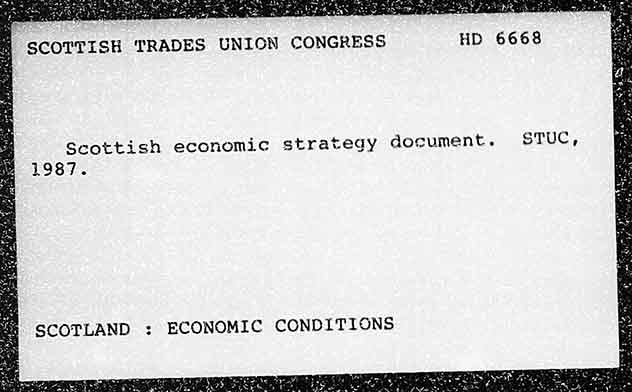 SCOTTISH TRADES UNION CONGRESS HD 6668
Scottish economic strategy document. STUC,
1987.
SCOTLAND : ECONOMIC CONDITIONS